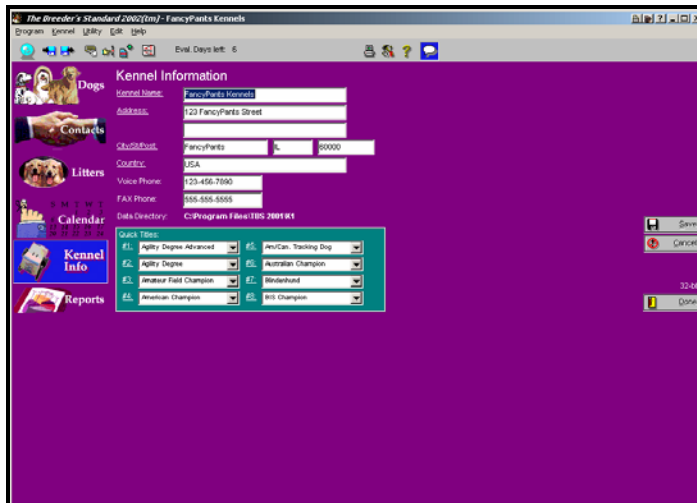 The Breeder's Standard 2002(tm) - FancyPants Kennels
Program Kennel Utility Edit Help
Eval. Days left: 6
Dogs
Contacts
Litters
S M T W T
Calendar
Kennel
Info
Reports
Kennel Information
Kennel Name: FancyPants Kennels
Address: 123 FancyPants Street
City/St/Post. FancyPants IL 60000
Country: USA
Voice Phone: 123-456-7890
FAX Phone: 555-555-5555
Data Directory: C:\Program Files\TBS 2001\K1
Quick Titles:
#1. Agility Degree Advanced #5. Am/Can. Tracking Dog
#2. Agility Degree #6. Australian Champion
#3. Amateur Field Champion #7. Blindenhund
#4. American Champion #8. BIS Champion
Save
Cancel
32-bit
Done